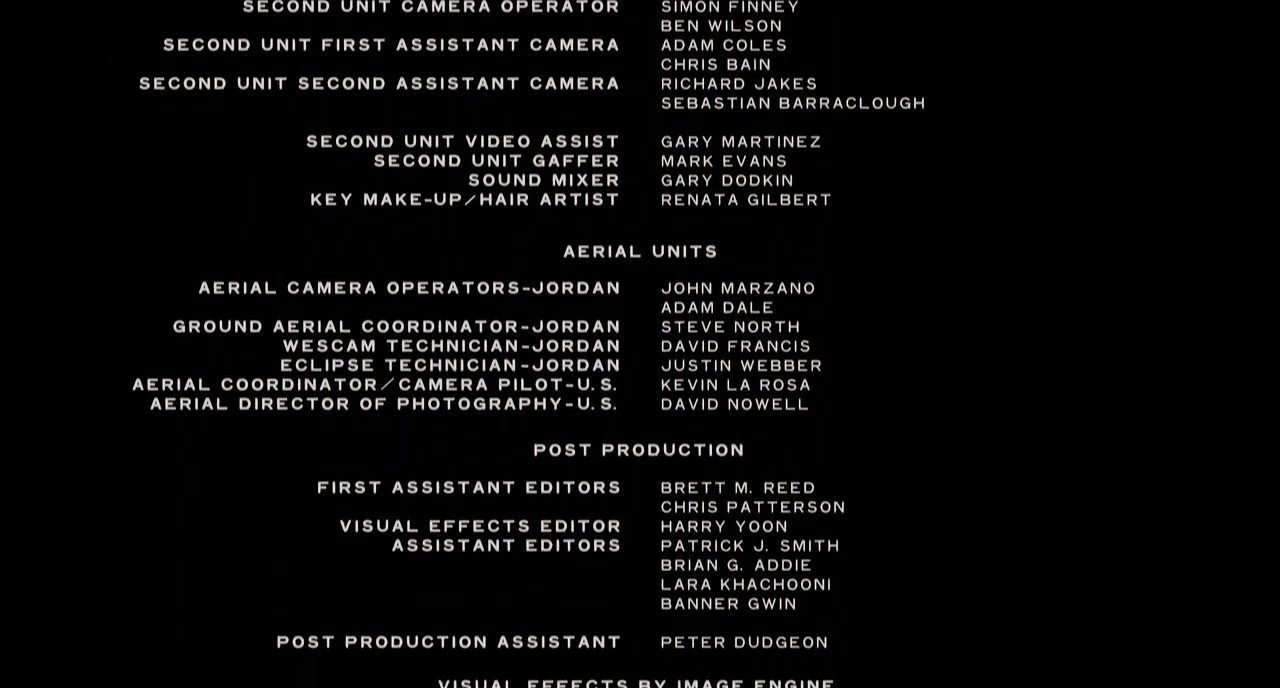 SECOND UNIT CAMERA OPERATOR SIMON FINNEY
BEN WILSON
SECOND UNIT FIRST ASSISTANT CAMERA ADAM COLES
CHRIS BAIN
SECOND UNIT SECOND ASSISTANT CAMERA RICHARD JAKES
SEBASTIAN BARRACLOUGH
SECOND UNIT VIDEO ASSIST GARY MARTINEZ
SECOND UNIT GAFFER MARK EVANS
SOUND MIXER GARY DODKIN
KEY MAKE-UP/HAIR ARTIST RENATA GILBERT
AERIAL UNITS
AERIAL CAMERA OPERATORS-JORDAN JOHN MARZANO
ADAM DALE
GROUND AERIAL COORDINATOR-JORDAN STEVE NORTH
WESCAM TECHNICIAN-JORDAN DAVID FRANCIS
ECLIPSE TECHNICIAN-JORDAN JUSTIN WEBBER
AERIAL COORDINATOR/CAMERA PILOT-U.S. KEVIN LA ROSA
AERIAL DIRECTOR OF PHOTOGRAPHY-U.S. DAVID NOWELL
POST PRODUCTION
FIRST ASSISTANT EDITORS BRETT M. REED
CHRIS PATTERSON
VISUAL EFFECTS EDITOR HARRY YOON
ASSISTANT EDITORS PATRICK J. SMITH
BRIAN G. ADDIE
LARA KHACHOONI
BANNER GWIN
POST PRODUCTION ASSISTANT PETER DUDGEON
VISUAL EFFECTS BY IMAGE ENGINE